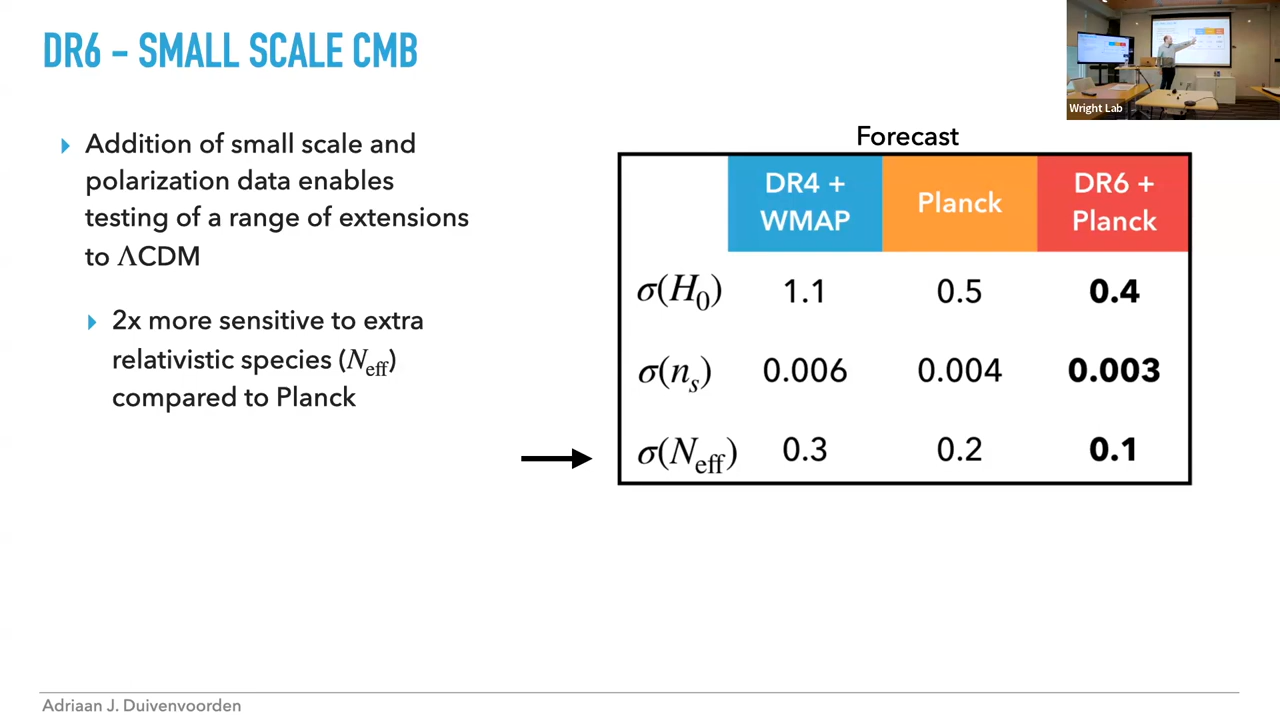 DR6 – SMALL SCALE CMB
Wright Lab
Addition of small scale and
polarization data enables
testing of a range of extensions
to ΛCDM
2x more sensitive to extra
relativistic species (N_eff)
compared to Planck
Forecast
DR4 + WMAP Planck DR6 + Planck
σ(H_0) 1.1 0.5 0.4
σ(n_s) 0.006 0.004 0.003
σ(N_eff) 0.3 0.2 0.1
Adriaan J. Duivenvoorden